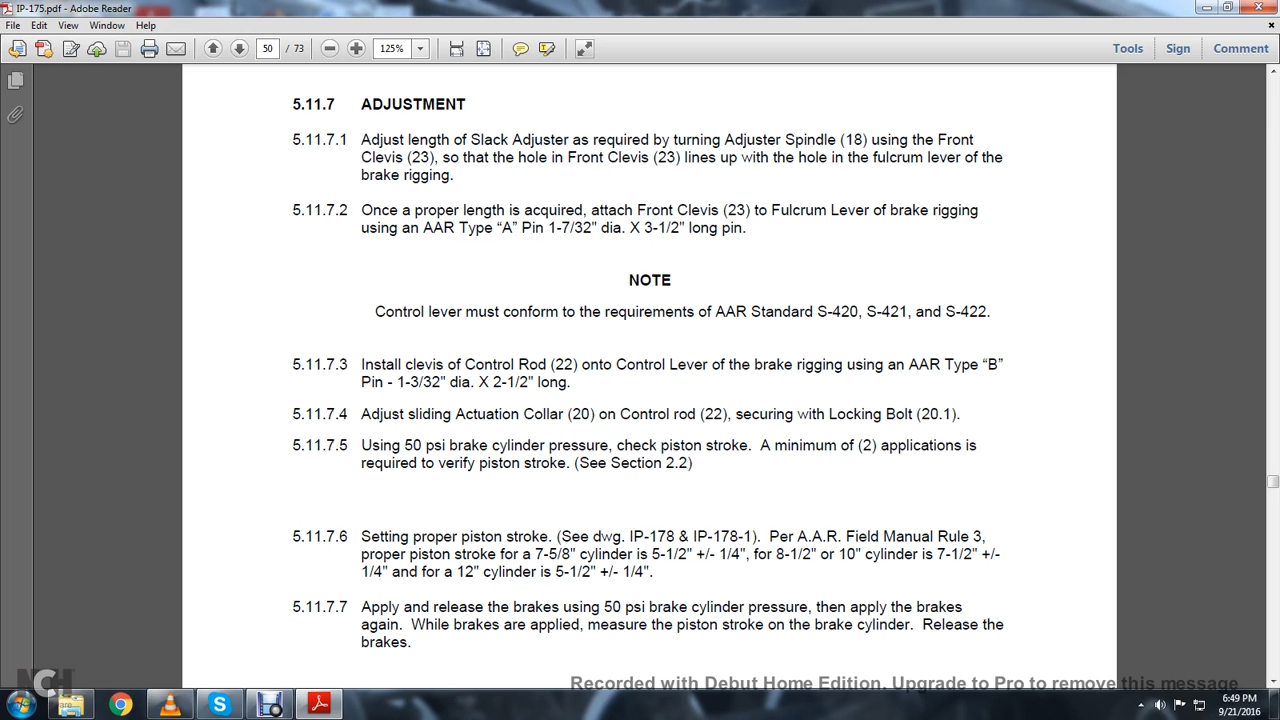 IP-175.pdf - Adobe Reader
File Edit View Window Help
50 / 73 125% Tools Sign Comment
5.11.7 ADJUSTMENT
5.11.7.1 Adjust length of Slack Adjuster as required by turning Adjuster Spindle (18) using the Front
Clevis (23), so that the hole in Front Clevis (23) lines up with the hole in the fulcrum lever of the
brake rigging.
5.11.7.2 Once a proper length is acquired, attach Front Clevis (23) to Fulcrum Lever of brake rigging
using an AAR Type “A” Pin 1-7/32" dia. X 3-1/2" long pin.
NOTE
Control lever must conform to the requirements of AAR Standard S-420, S-421, and S-422.
5.11.7.3 Install clevis of Control Rod (22) onto Control Lever of the brake rigging using an AAR Type “B”
Pin - 1-3/32" dia. X 2-1/2" long.
5.11.7.4 Adjust sliding Actuation Collar (20) on Control rod (22), securing with Locking Bolt (20.1).
5.11.7.5 Using 50 psi brake cylinder pressure, check piston stroke. A minimum of (2) applications is
required to verify piston stroke. (See Section 2.2)
5.11.7.6 Setting proper piston stroke. (See dwg. IP-178 & IP-178-1). Per A.A.R. Field Manual Rule 3,
proper piston stroke for a 7-5/8" cylinder is 5-1/2" +/- 1/4", for 8-1/2" or 10" cylinder is 7-1/2" +/-
1/4" and for a 12" cylinder is 5-1/2" +/- 1/4".
5.11.7.7 Apply and release the brakes using 50 psi brake cylinder pressure, then apply the brakes
again. While brakes are applied, measure the piston stroke on the brake cylinder. Release the
brakes.
NCH
Recorded with Debut Home Edition. Upgrade to Pro to remove this message
6:49 PM
9/21/2016